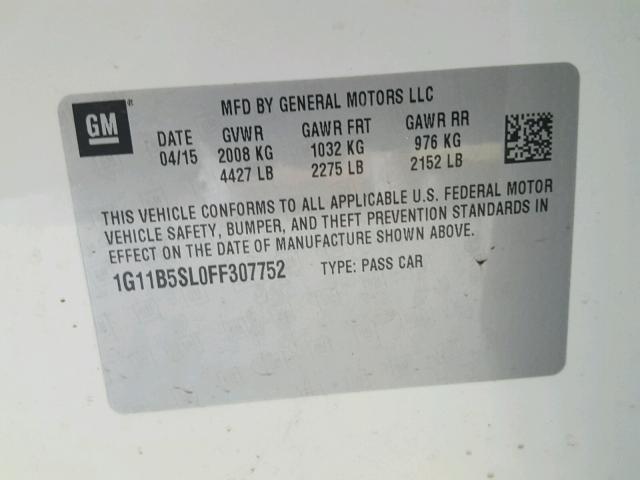 MFD BY GENERAL MOTORS LLC
GM®
DATE GVWR GAWR FRT GAWR RR
04/15 2008 KG 1032 KG 976 KG
4427 LB 2275 LB 2152 LB
THIS VEHICLE CONFORMS TO ALL APPLICABLE U.S. FEDERAL MOTOR
VEHICLE SAFETY, BUMPER, AND THEFT PREVENTION STANDARDS IN
EFFECT ON THE DATE OF MANUFACTURE SHOWN ABOVE.
1G11B5SL0FF307752 TYPE: PASS CAR